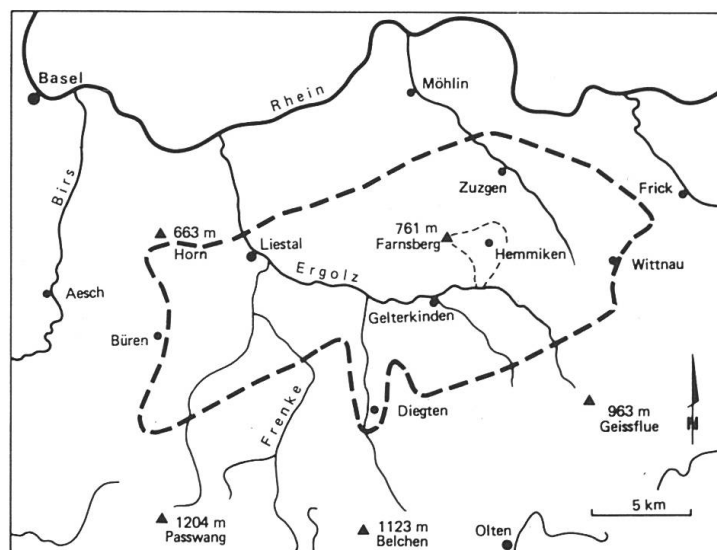 Basel
Rhein
Möhlin
Birs
Zuzgen
Frick
663 m
Horn
761 m
Farnsberg
Liestal
Hemmiken
Wittnau
Ergolz
Aesch
Gelterkinden
Büren
Frenke
Diegten
963 m
Geissflue
N
5 km
1204 m
Passwang
1123 m
Belchen
Olten